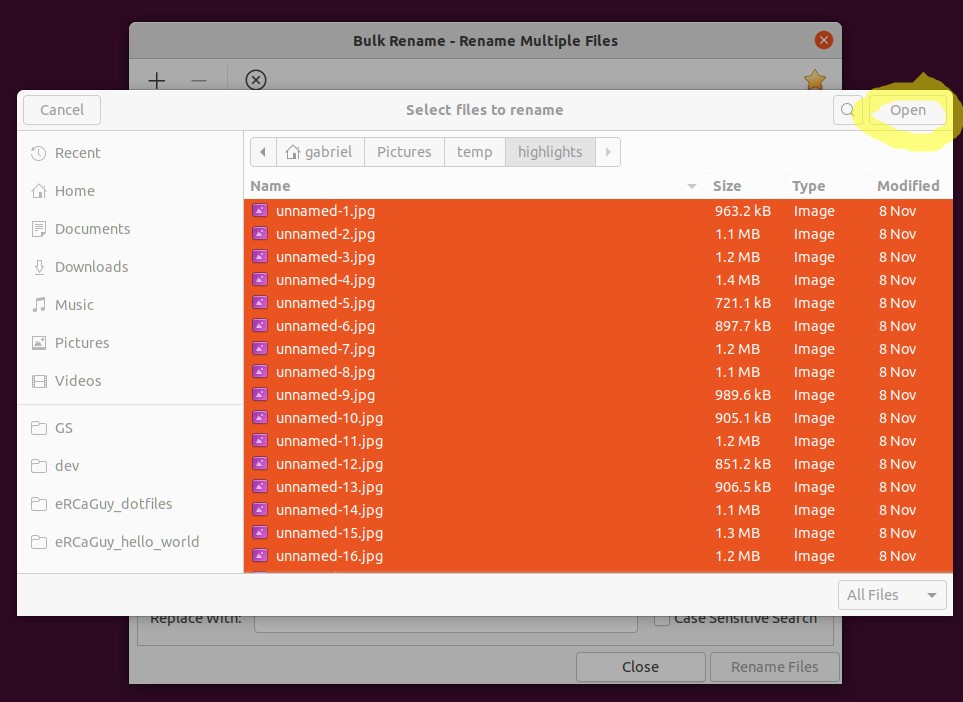 Bulk Rename - Rename Multiple Files
Cancel
Select files to rename
Open
Recent
Home
Documents
Downloads
Music
Pictures
Videos
GS
dev
eRCaGuy_dotfiles
eRCaGuy_hello_world
gabriel Pictures temp highlights
Name Size Type Modified
unnamed-1.jpg 963.2 kB Image 8 Nov
unnamed-2.jpg 1.1 MB Image 8 Nov
unnamed-3.jpg 1.2 MB Image 8 Nov
unnamed-4.jpg 1.4 MB Image 8 Nov
unnamed-5.jpg 721.1 kB Image 8 Nov
unnamed-6.jpg 897.7 kB Image 8 Nov
unnamed-7.jpg 1.2 MB Image 8 Nov
unnamed-8.jpg 1.1 MB Image 8 Nov
unnamed-9.jpg 989.6 kB Image 8 Nov
unnamed-10.jpg 905.1 kB Image 8 Nov
unnamed-11.jpg 1.2 MB Image 8 Nov
unnamed-12.jpg 851.2 kB Image 8 Nov
unnamed-13.jpg 906.5 kB Image 8 Nov
unnamed-14.jpg 1.1 MB Image 8 Nov
unnamed-15.jpg 1.3 MB Image 8 Nov
unnamed-16.jpg 1.2 MB Image 8 Nov
All Files
Replace With: Case Sensitive Search
Close Rename Files